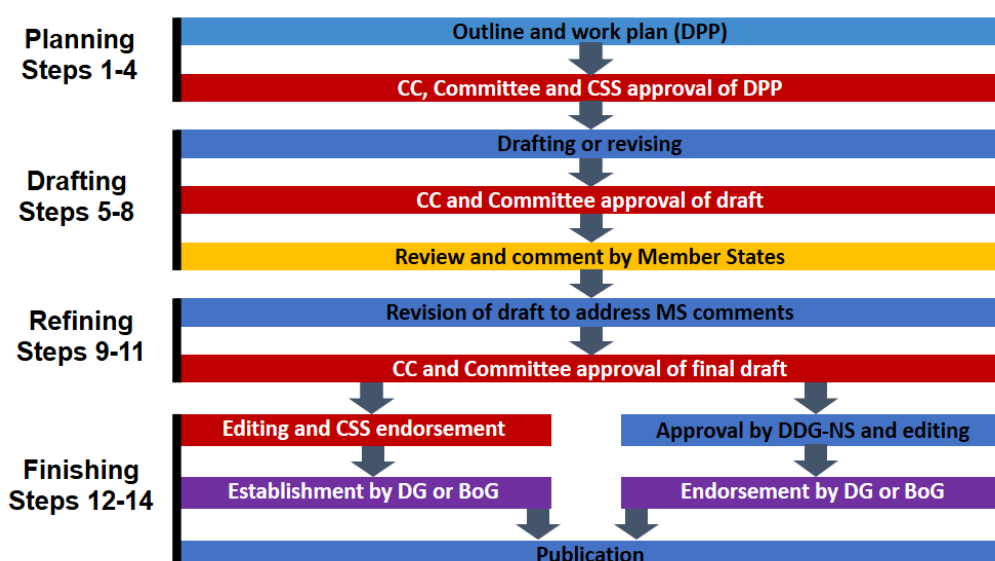 Planning
Steps 1-4
Outline and work plan (DPP)
CC, Committee and CSS approval of DPP
Drafting
Steps 5-8
Drafting or revising
CC and Committee approval of draft
Review and comment by Member States
Refining
Steps 9-11
Revision of draft to address MS comments
CC and Committee approval of final draft
Finishing
Steps 12-14
Editing and CSS endorsement
Approval by DDG-NS and editing
Establishment by DG or BoG
Endorsement by DG or BoG
Publication